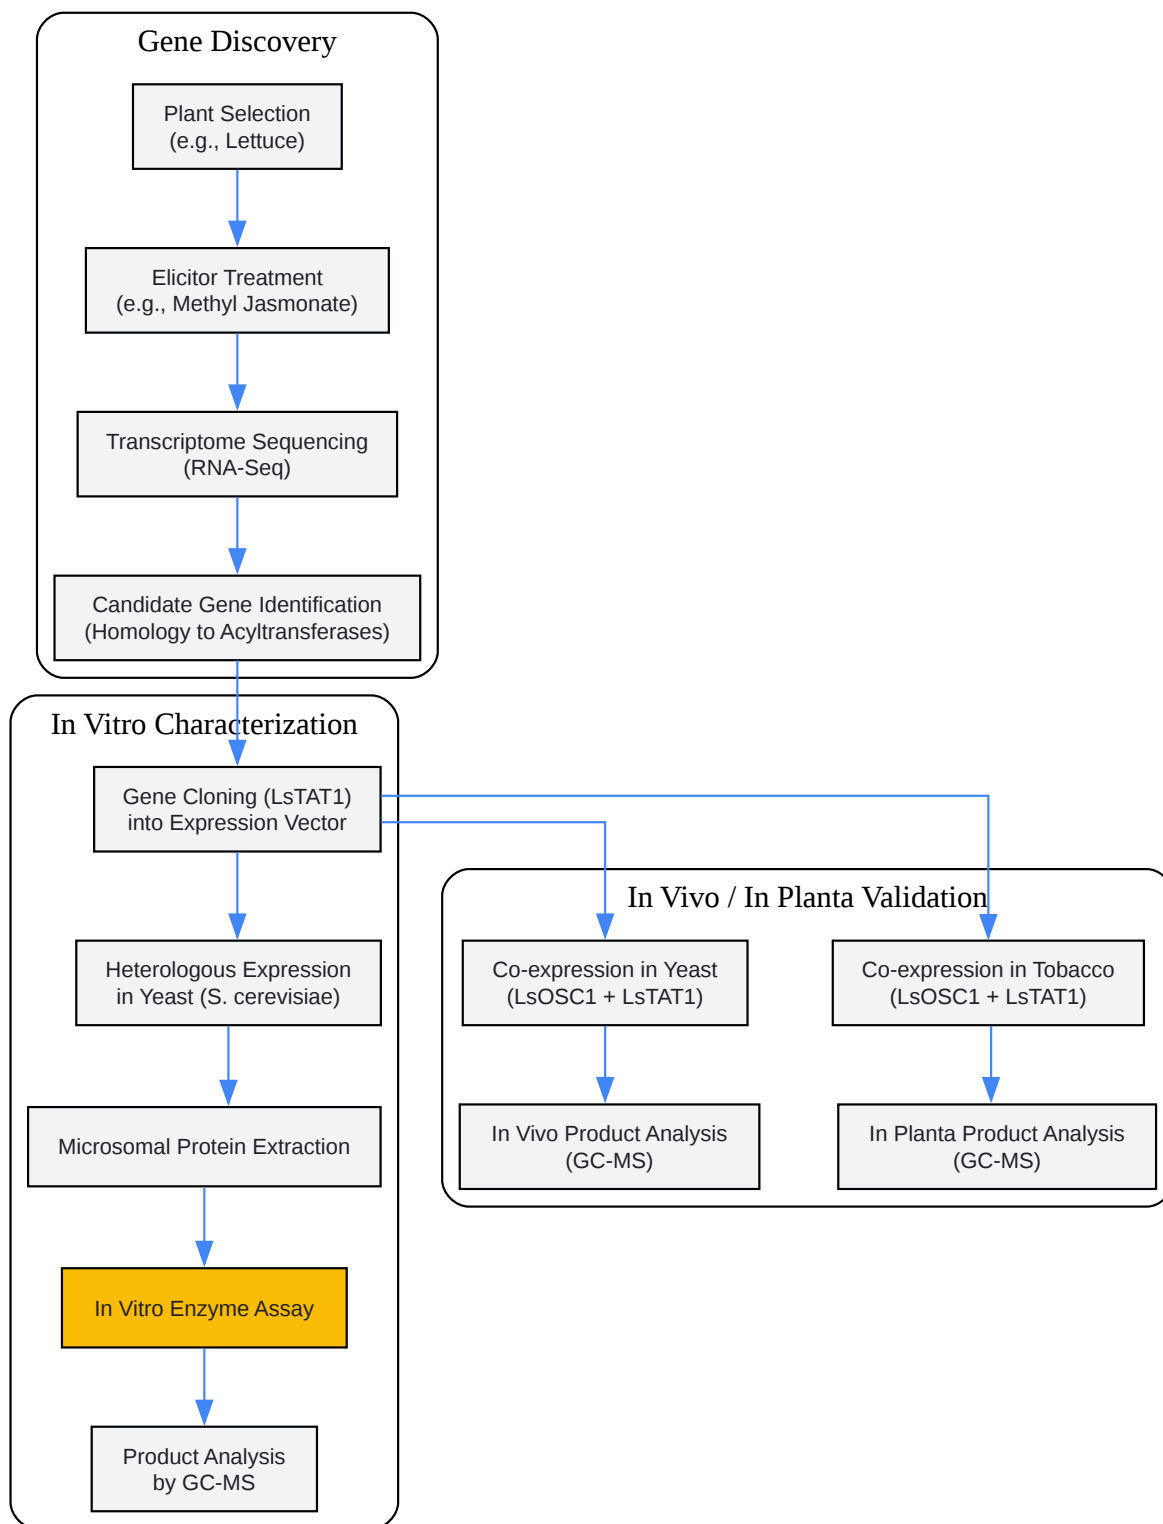 Gene Discovery
Plant Selection
(e.g., Lettuce)
Elicitor Treatment
(e.g., Methyl Jasmonate)
Transcriptome Sequencing
(RNA-Seq)
Candidate Gene Identification
(Homology to Acyltransferases)
In Vitro Characterization
Gene Cloning (LsTAT1)
into Expression Vector
Heterologous Expression
in Yeast (S. cerevisiae)
Microsomal Protein Extraction
In Vitro Enzyme Assay
Product Analysis
by GC-MS
In Vivo / In Planta Validation
Co-expression in Yeast
(LsOSC1 + LsTAT1)
In Vivo Product Analysis
(GC-MS)
Co-expression in Tobacco
(LsOSC1 + LsTAT1)
In Planta Product Analysis
(GC-MS)